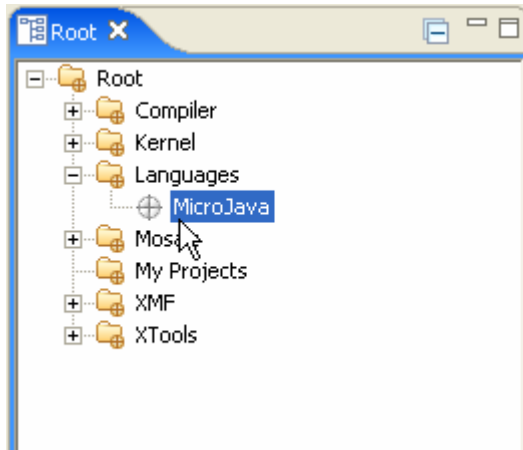 Root
Root
Compiler
Kernel
Languages
MicroJava
My Projects
XMF
XTools